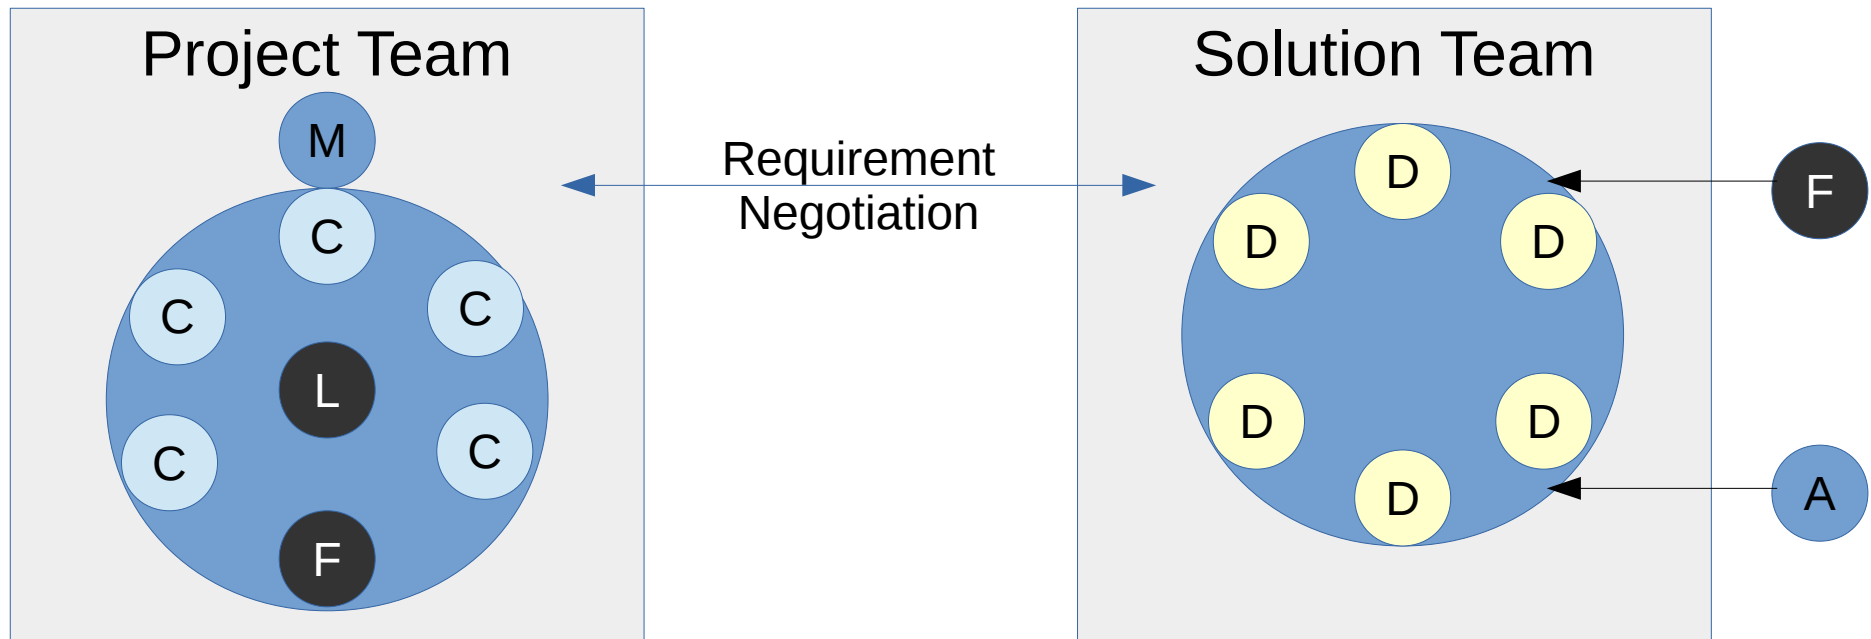 Project Team
M
C
C
C
L
C
C
F
Requirement
Negotiation
Solution Team
D
D
D
D
D
D
F
A